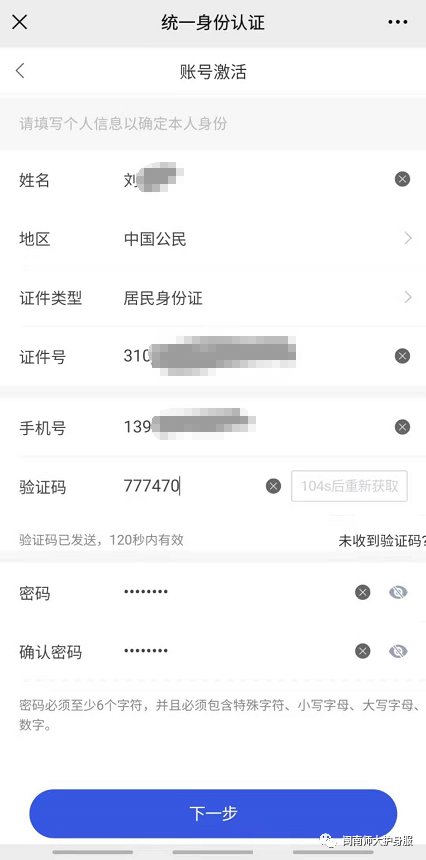 统一身份认证
账号激活
请填写个人信息以确定本人身份
姓名 刘
地区 中国公民
证件类型 居民身份证
证件号 310
手机号 139
验证码 777470 104s后重新获取
验证码已发送，120秒内有效 未收到验证码?
密码 ••••••••
确认密码 ••••••••
密码必须至少6个字符，并且必须包含特殊字符、小写字母、大写字母、
数字。
下一步
闽南师大护身服